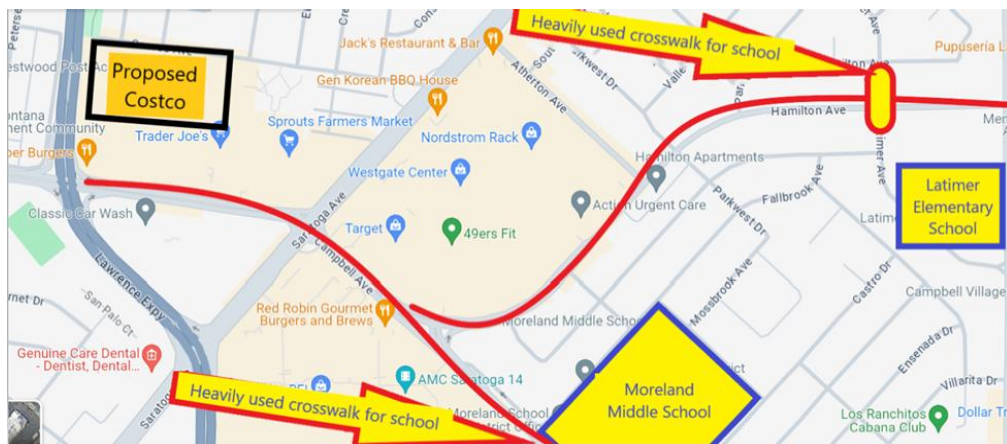 Heavily used crosswalk for school
Jack's Restaurant & Bar
Gen Korean BBQ House
Proposed
Costco
Atherton Ave
Pupuseria
Trader Joe's
Sprouts Farmers Market
Nordstrom Rack
Hamilton Ave
Hamilton Apartments
Westgate Center
Classic Car Wash
Saratoga Ave
Action Urgent Care
Parkwest Dr
Fallbrook Ave
Latimer
Elementary
School
Target
49ers Fit
Campbell Ave
Lawrence Expy
San Palo Ct
Mossbrook Ave
Castro Dr
Campbell Village
Red Robin Gourmet
Burgers and Brews
Moreland Middle School
Ensenada Dr
Genuine Care Dental
- Dentist, Dental...
AMC Saratoga 14
Moreland
Middle School
Villarita Dr
Heavily used crosswalk for school
Moreland School
District Office
Los Ranchitos
Cabana Club
Dollar Tr